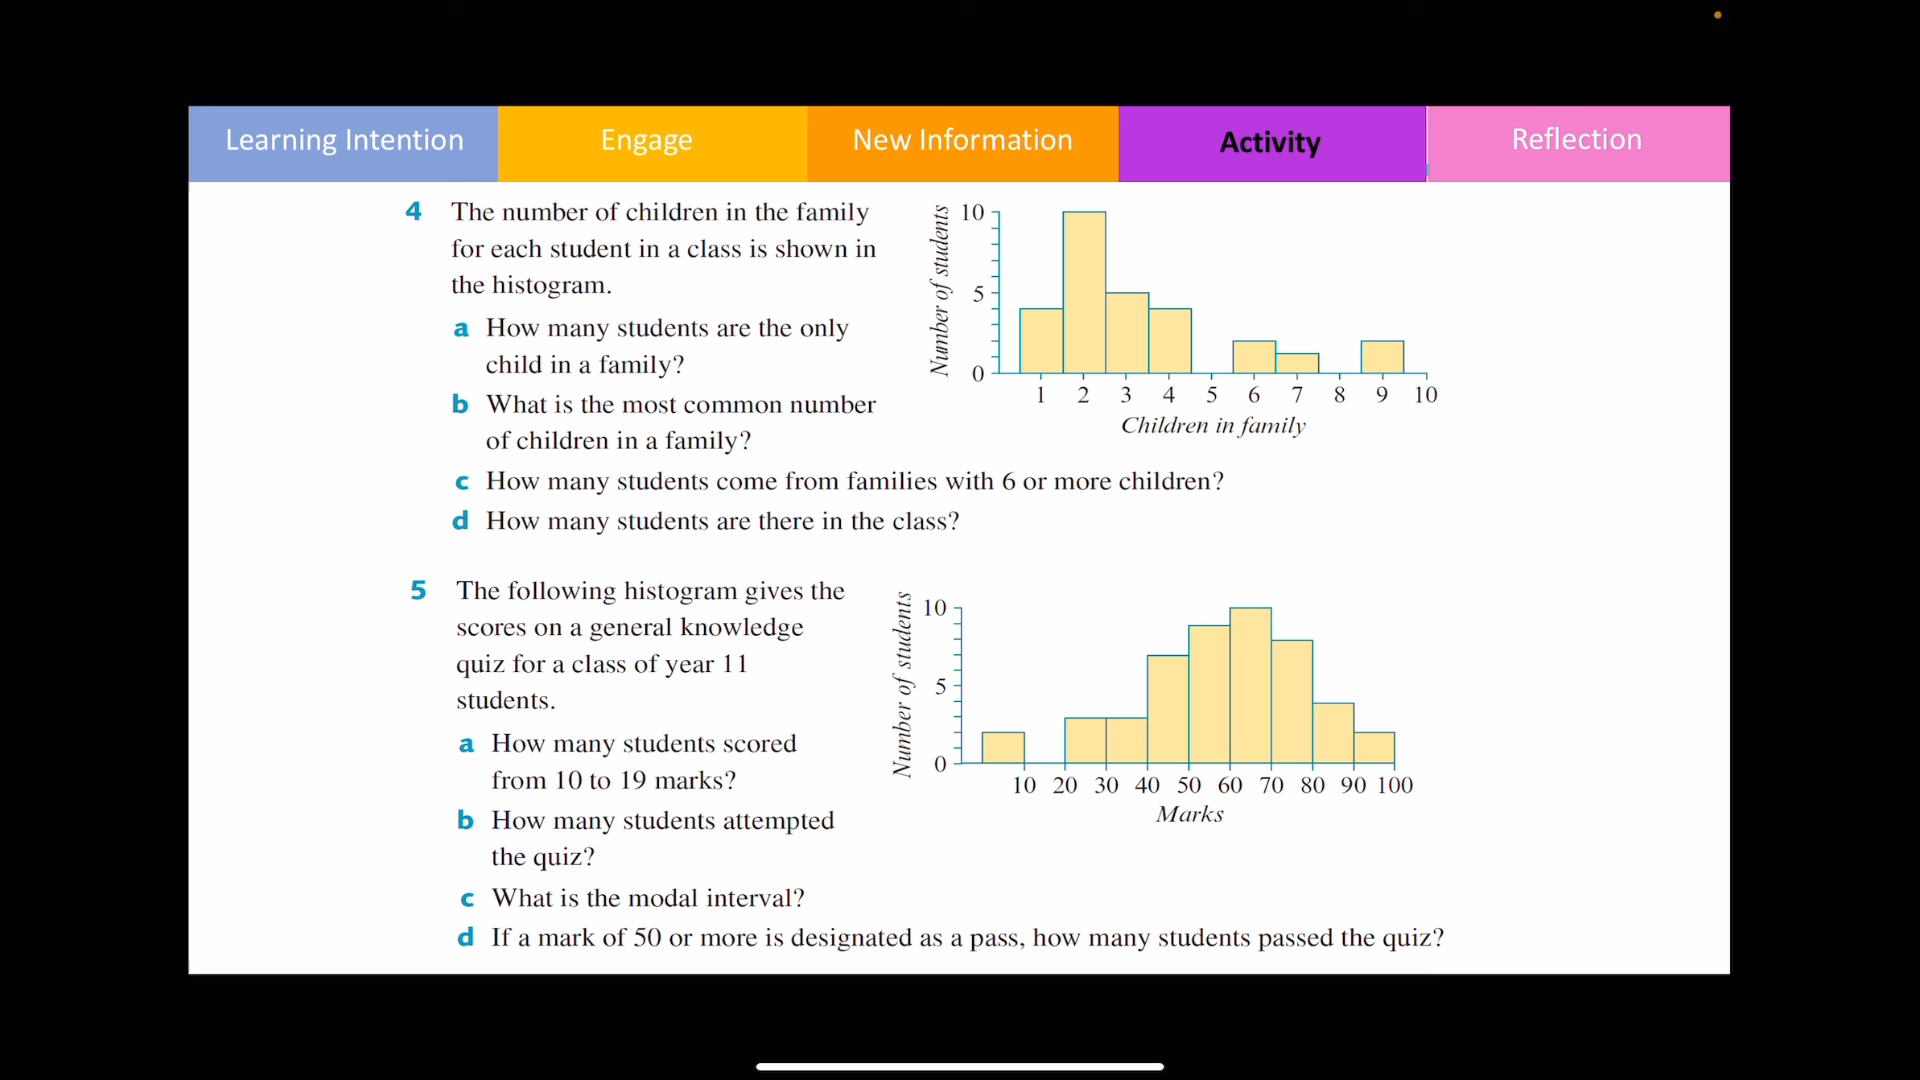 Learning Intention
Engage
New Information
Activity
Reflection
4 The number of children in the family
for each student in a class is shown in
the histogram.
a How many students are the only
child in a family?
b What is the most common number
of children in a family?
c How many students come from families with 6 or more children?
d How many students are there in the class?
Number of students
10
5
0
1 2 3 4 5 6 7 8 9 10
Children in family
5 The following histogram gives the
scores on a general knowledge
quiz for a class of year 11
students.
a How many students scored
from 10 to 19 marks?
b How many students attempted
the quiz?
c What is the modal interval?
d If a mark of 50 or more is designated as a pass, how many students passed the quiz?
Number of students
10
5
0
10 20 30 40 50 60 70 80 90 100
Marks